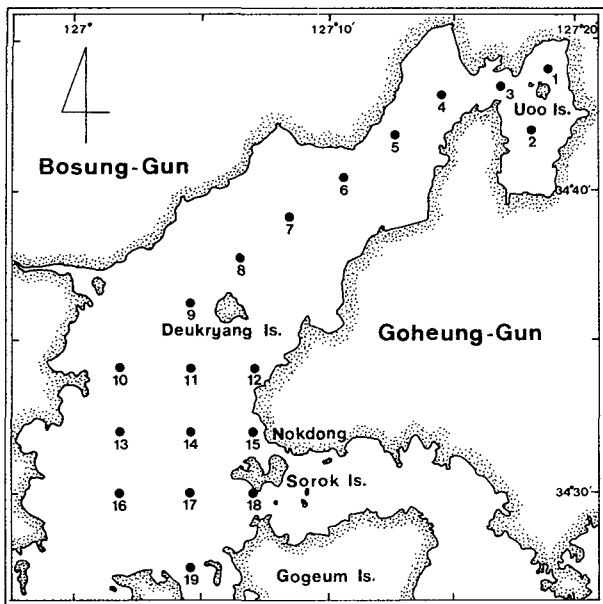 127° 127°10′ 127°20′
1
3
4
Uoo Is.
2
5
Bosung-Gun
6
34°40′
7
8
9
Deukryang Is.
Goheung-Gun
10 11 12
Nokdong
13 14 15
Sorok Is.
34°30′
16 17 18
19
Gogeum Is.